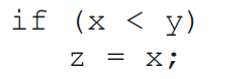 if (x < y)
    z = x;